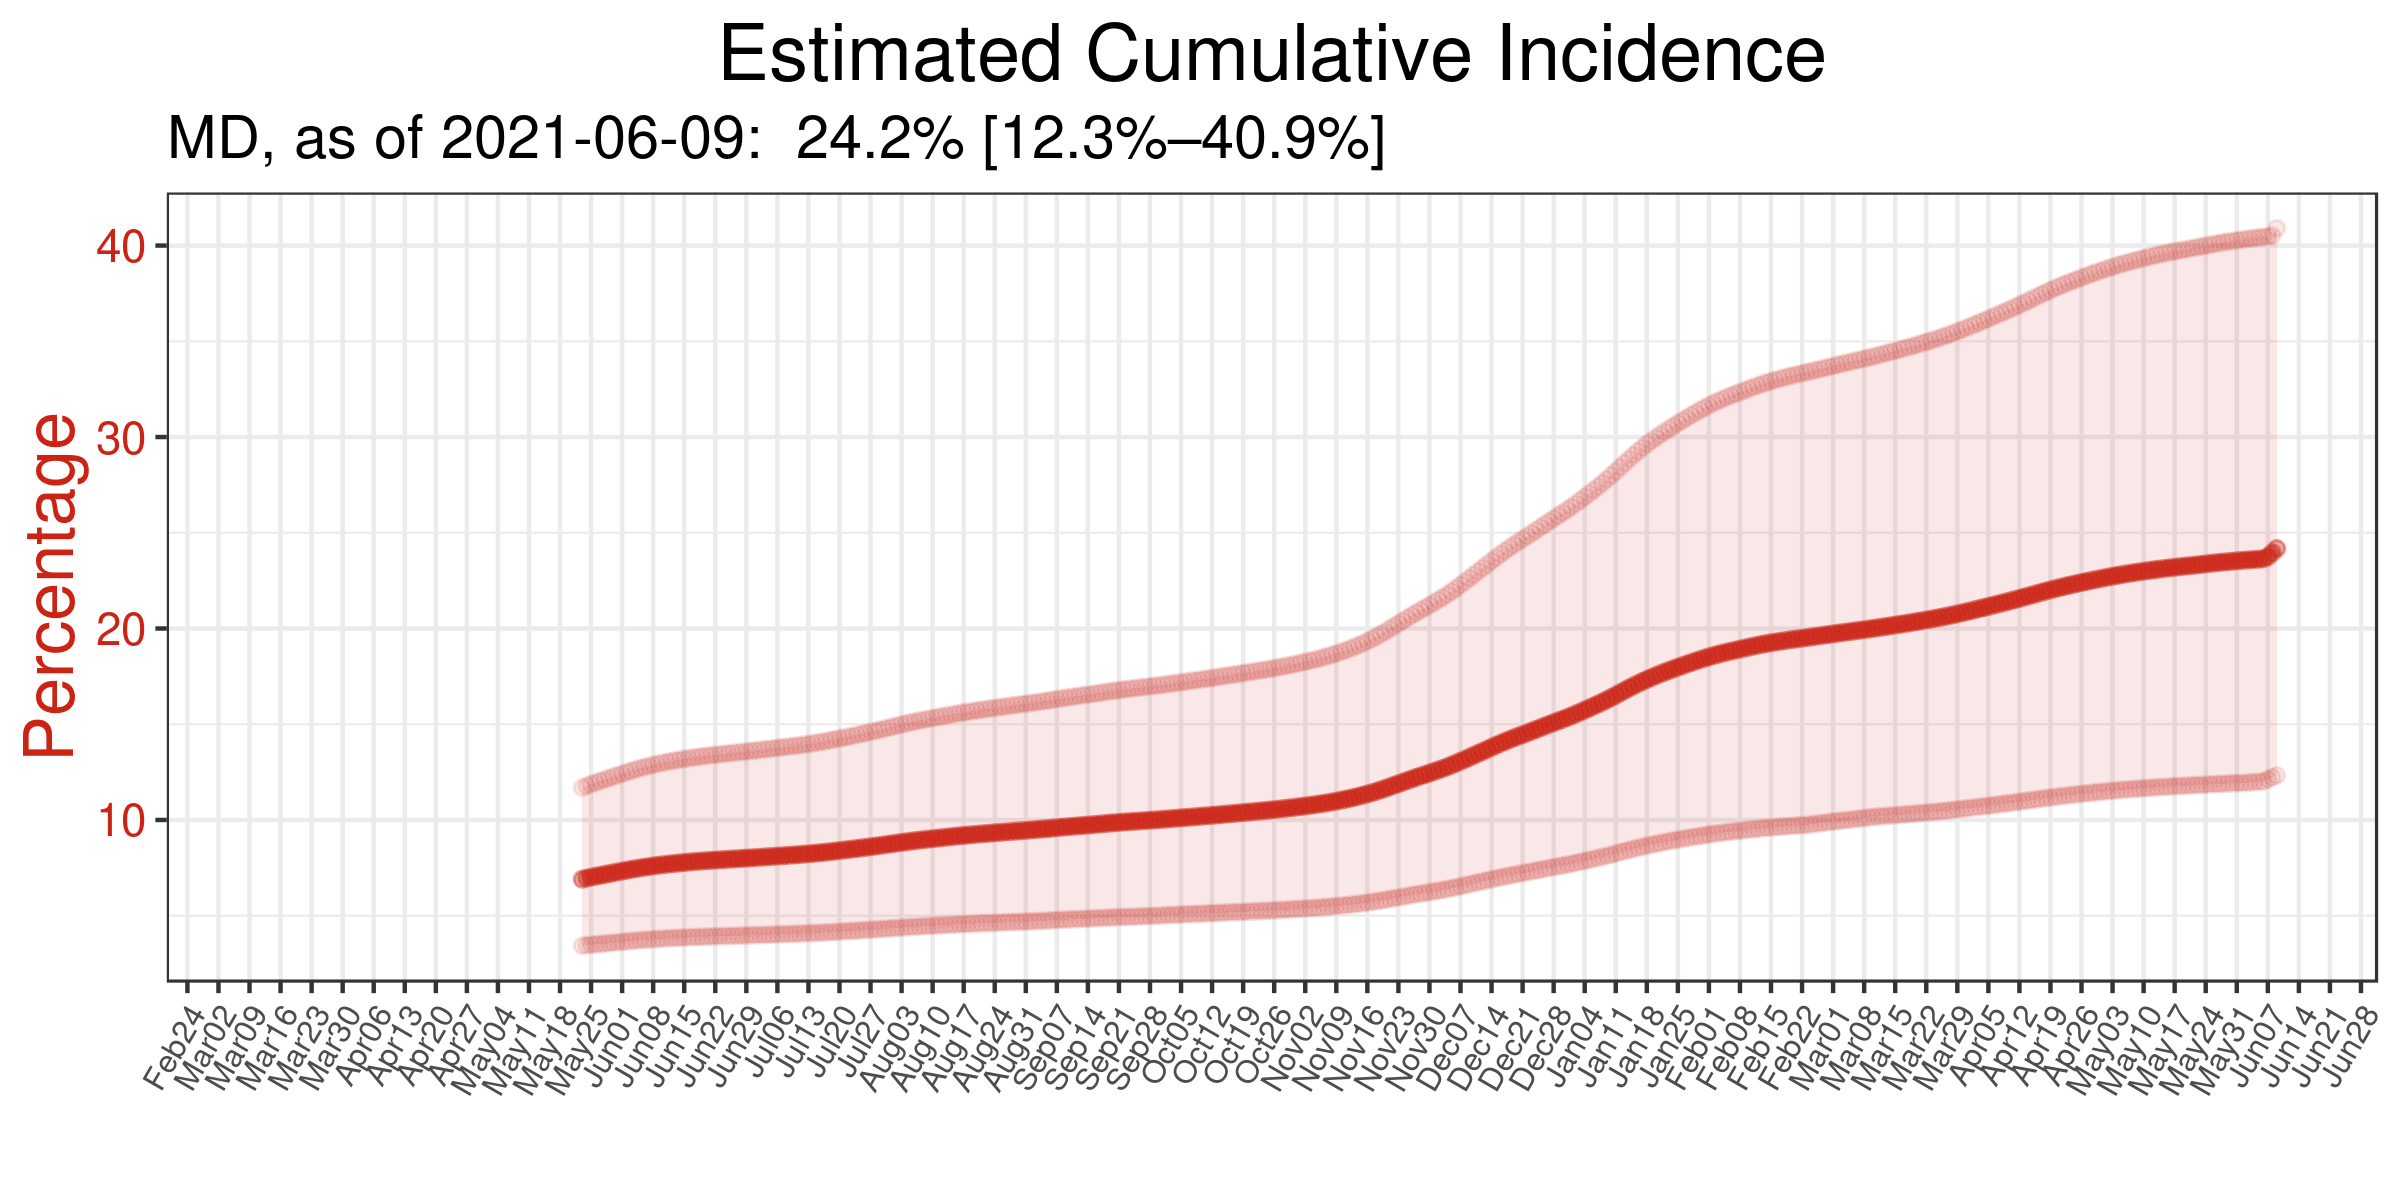 Estimated Cumulative Incidence
MD, as of 2021-06-09:  24.2% [12.3%–40.9%]
Percentage
40
30
20
10
Feb24
Mar02
Mar09
Mar16
Mar23
Mar30
Apr06
Apr13
Apr20
Apr27
May04
May11
May18
May25
Jun01
Jun08
Jun15
Jun22
Jun29
Jul06
Jul13
Jul20
Jul27
Aug03
Aug10
Aug17
Aug24
Aug31
Sep07
Sep14
Sep21
Sep28
Oct05
Oct12
Oct19
Oct26
Nov02
Nov09
Nov16
Nov23
Nov30
Dec07
Dec14
Dec21
Dec28
Jan04
Jan11
Jan18
Jan25
Feb01
Feb08
Feb15
Feb22
Mar01
Mar08
Mar15
Mar22
Mar29
Apr05
Apr12
Apr19
Apr26
May03
May10
May17
May24
May31
Jun07
Jun14
Jun21
Jun28